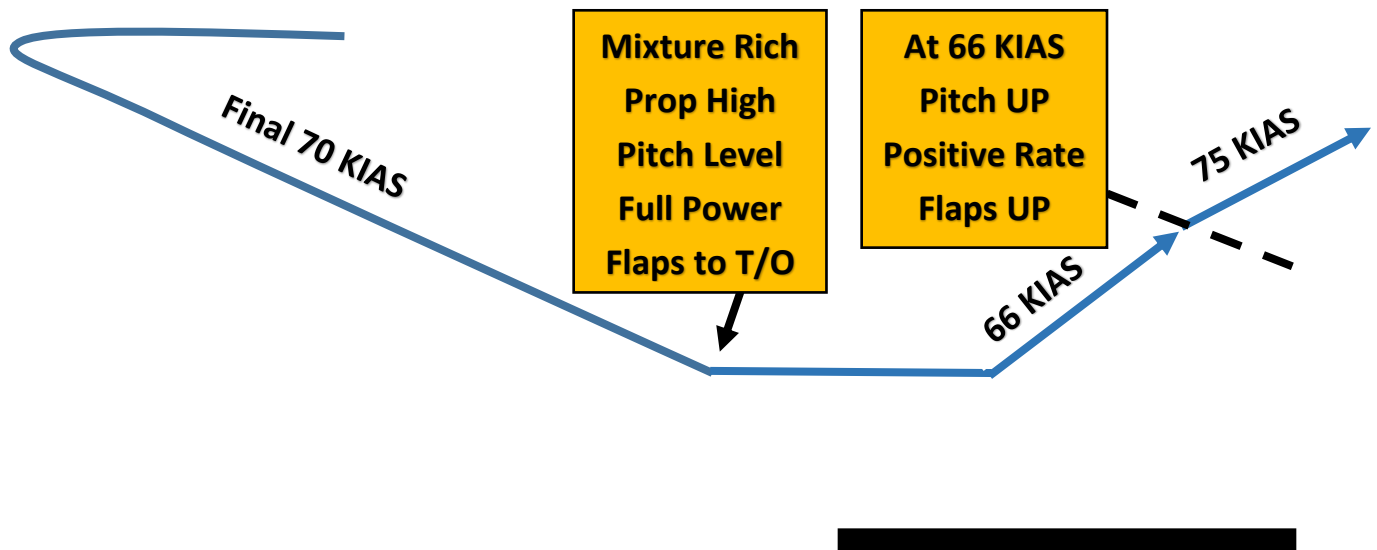 Final 70 KIAS
Mixture Rich
Prop High
Pitch Level
Full Power
Flaps to T/O
At 66 KIAS
Pitch UP
Positive Rate
Flaps UP
66 KIAS
75 KIAS